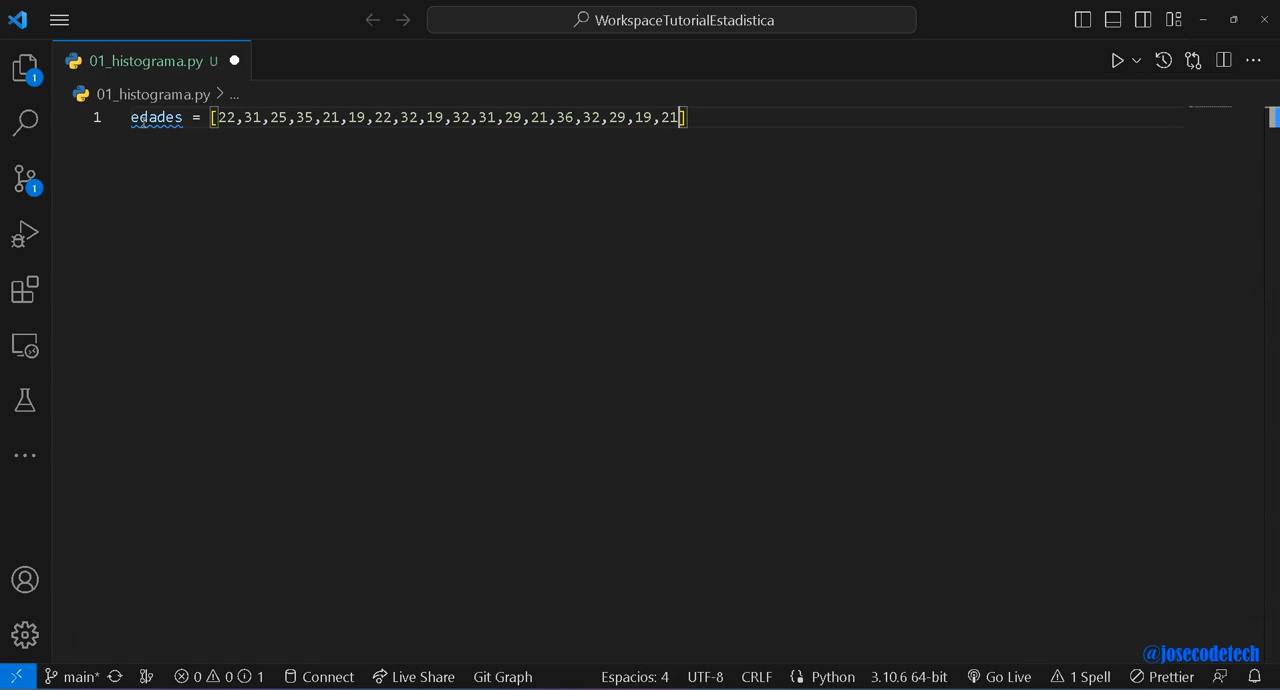 WorkspaceTutorialEstadistica
01_histograma.py U
1
01_histograma.py > ...
1 edades = [22,31,25,35,21,19,22,32,19,32,31,29,21,36,32,29,19,21]
1
@josecodetech
main* 0 0 1 Connect Live Share Git Graph Espacios: 4 UTF-8 CRLF Python 3.10.6 64-bit Go Live 1 Spell Prettier